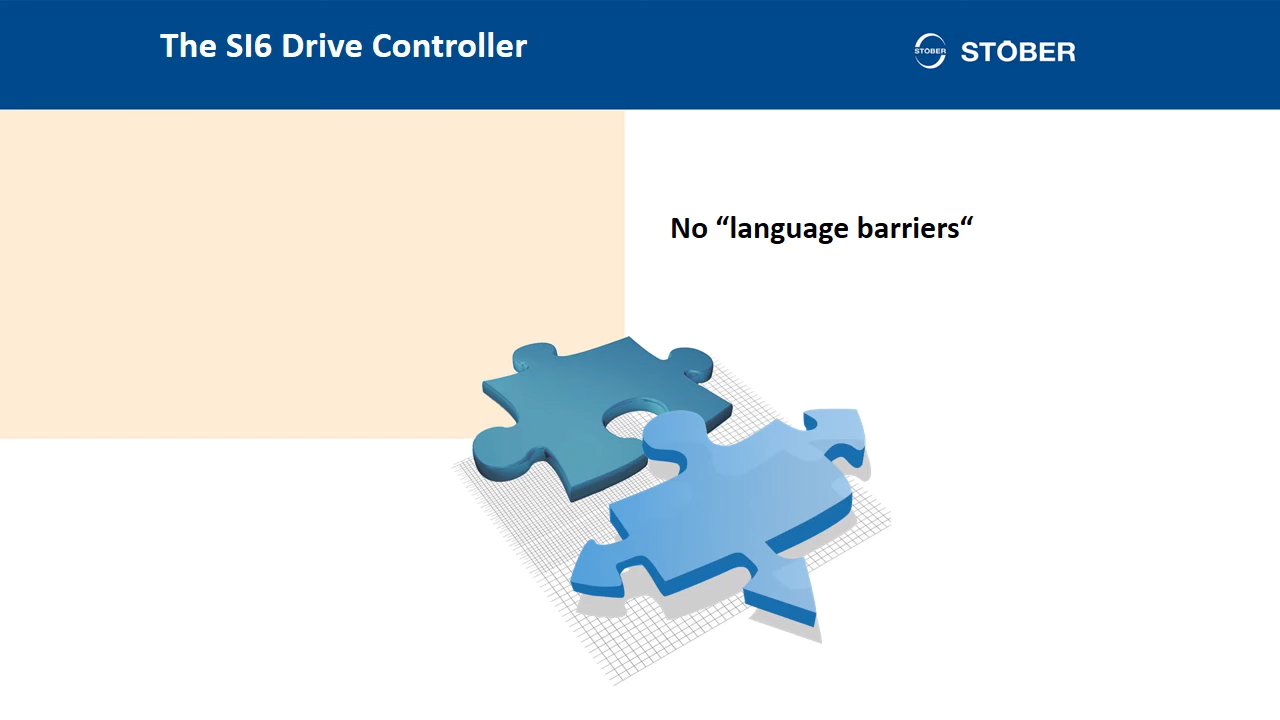 The SI6 Drive Controller
STÖBER STÖBER
No “language barriers“